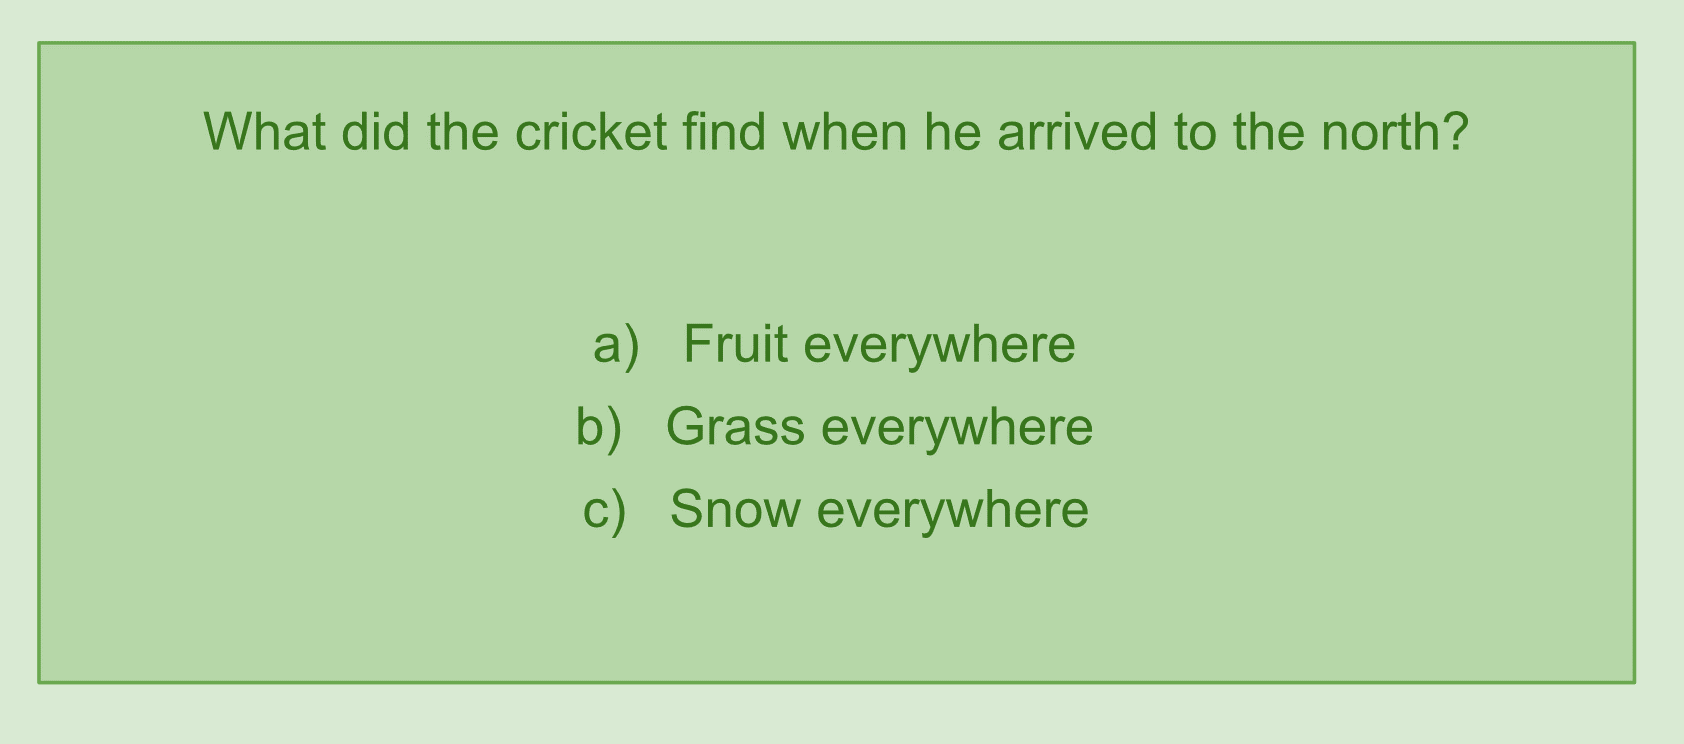 What did the cricket find when he arrived to the north?
a) Fruit everywhere
b) Grass everywhere
c) Snow everywhere